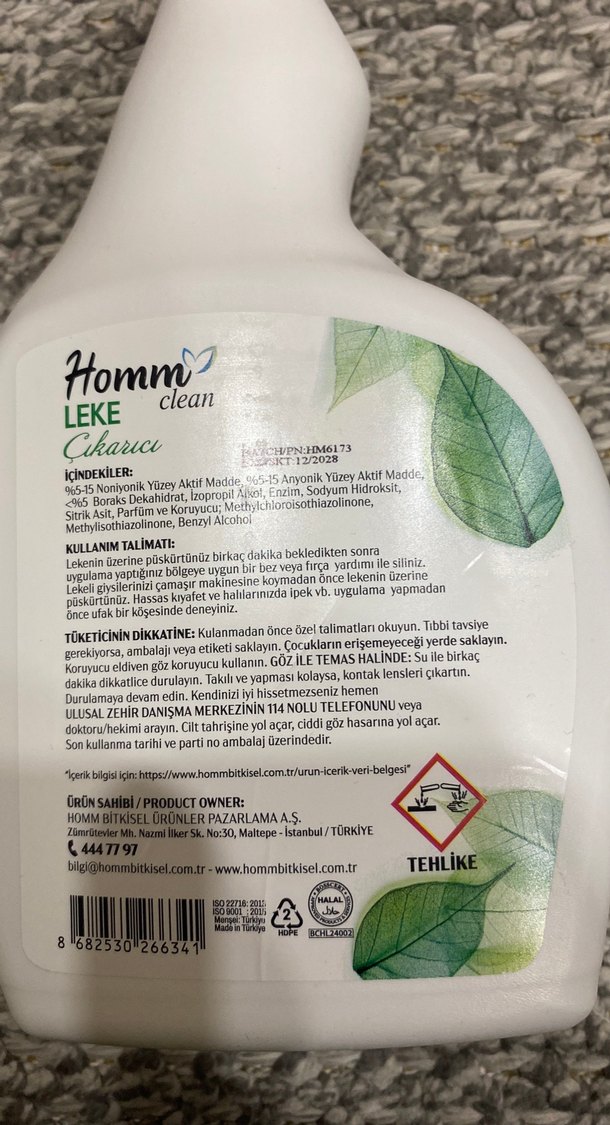 Homm
clean
LEKE
Çıkarıcı
BATCH/PN:HM6173
SKT:12/2028
İÇİNDEKİLER:
%5-15 Noniyonik Yüzey Aktif Madde, %5-15 Anyonik Yüzey Aktif Madde,
<%5 Boraks Dekahidrat, İzopropil Alkol, Enzim, Sodyum Hidroksit,
Sitrik Asit, Parfüm ve Koruyucu; Methylchloroisothiazolinone,
Methylisothiazolinone, Benzyl Alcohol
KULLANIM TALİMATI:
Lekenin üzerine püskürtünüz birkaç dakika bekledikten sonra
uygulama yaptığınız bölgeye uygun bir bez veya fırça yardımı ile siliniz.
Lekeli giysilerinizi çamaşır makinesine koymadan önce lekenin üzerine
püskürtünüz. Hassas kıyafet ve halılarınızda ipek vb. uygulama yapmadan
önce ufak bir köşesinde deneyiniz.
TÜKETİCİNİN DİKKATİNE: Kulanmadan önce özel talimatları okuyun. Tıbbi tavsiye
gerekiyorsa, ambalajı veya etiketi saklayın. Çocukların erişemeyeceği yerde saklayın.
Koruyucu eldiven göz koruyucu kullanın. GÖZ İLE TEMAS HALİNDE: Su ile birkaç
dakika dikkatlice durulayın. Takılı ve yapması kolaysa, kontak lensleri çıkartın.
Durulamaya devam edin. Kendinizi iyi hissetmezseniz hemen
ULUSAL ZEHİR DANIŞMA MERKEZİNİN 114 NOLU TELEFONUNU veya
doktoru/hekimi arayın. Cilt tahrişine yol açar, ciddi göz hasarına yol açar.
Son kullanma tarihi ve parti no ambalaj üzerindedir.
"İçerik bilgisi için: https://www.hommbitkisel.com.tr/urun-icerik-veri-belgesi"
ÜRÜN SAHİBİ / PRODUCT OWNER:
HOMM BİTKİSEL ÜRÜNLER PAZARLAMA A.Ş.
Zümrütevler Mh. Nazmi İlker Sk. No:30, Maltepe - İstanbul / TÜRKİYE
444 77 97
bilgi@hommbitkisel.com.tr - www.hommbitkisel.com.tr
TEHLİKE
8 682530 266341
ISO 22716:
ISO 9001 :
Menşei: Türkiye
Made in Türkiye
2
HDPE
HALAL
حلال
BCHL24002